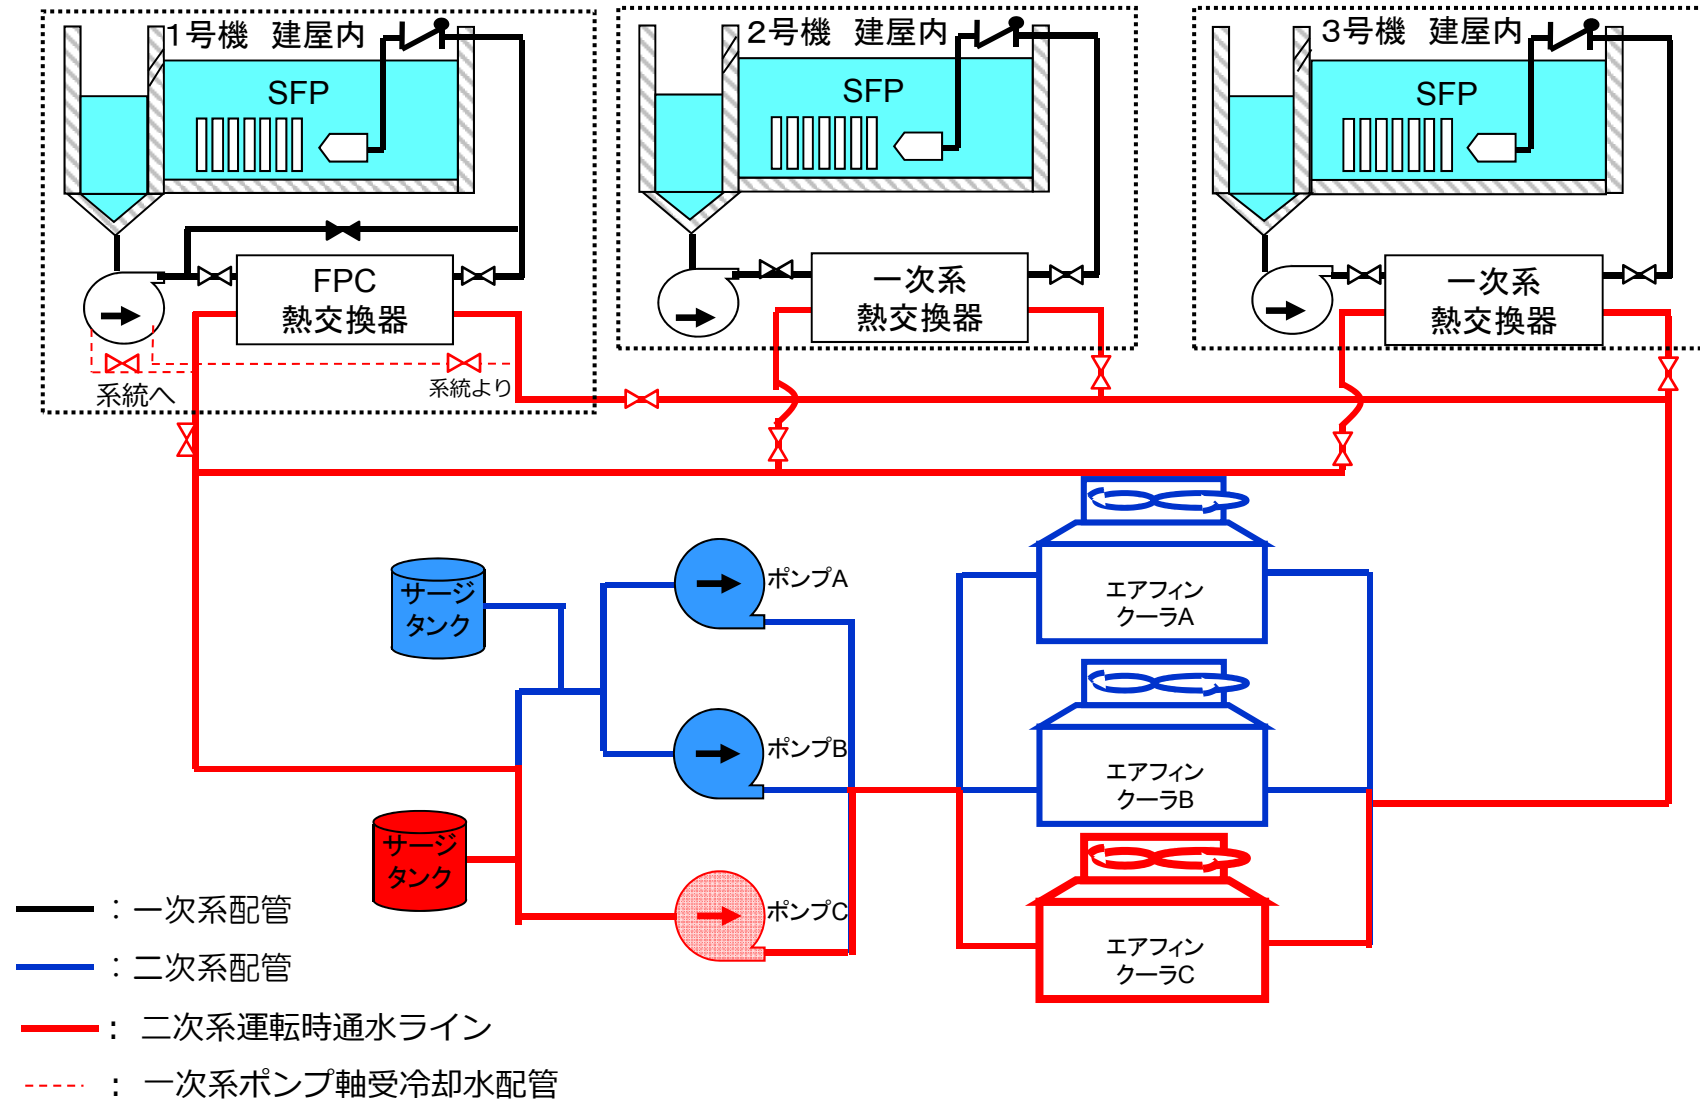 1号機　建屋内
SFP
FPC
熱交換器
系統へ
系統より
2号機　建屋内
SFP
一次系
熱交換器
3号機　建屋内
SFP
一次系
熱交換器
サージ
タンク
ポンプA
ポンプB
サージ
タンク
ポンプC
エアフィン
クーラA
エアフィン
クーラB
エアフィン
クーラC
：一次系配管
：二次系配管
：二次系運転時通水ライン
：一次系ポンプ軸受冷却水配管